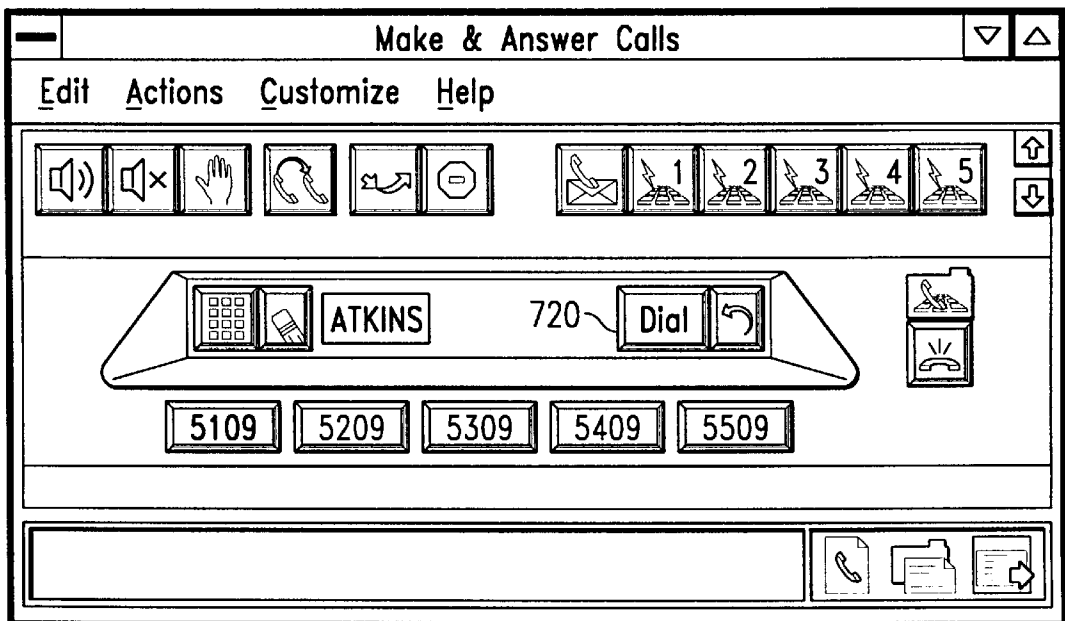 Make & Answer Calls
Edit Actions Customize Help
1 2 3 4 5
ATKINS 720 Dial
5109 5209 5309 5409 5509